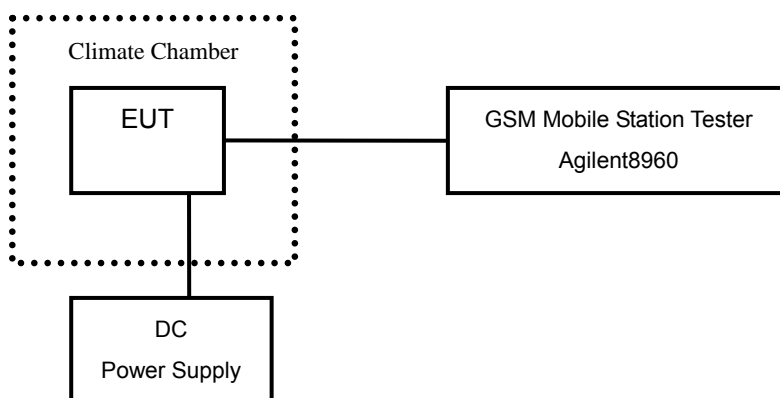 Climate Chamber
EUT
GSM Mobile Station Tester
Agilent8960
DC
Power Supply